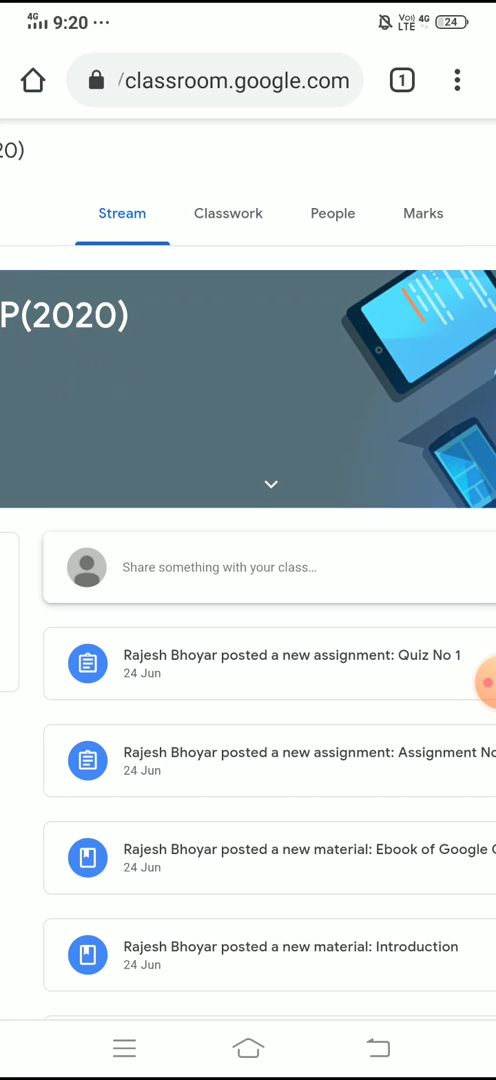 4G 9:20 ...
Vo)) LTE 4G 24
/classroom.google.com
1
20)
Stream Classwork People Marks
P(2020)
Share something with your class...
Rajesh Bhoyar posted a new assignment: Quiz No 1
24 Jun
Rajesh Bhoyar posted a new assignment: Assignment No
24 Jun
Rajesh Bhoyar posted a new material: Ebook of Google
24 Jun
Rajesh Bhoyar posted a new material: Introduction
24 Jun